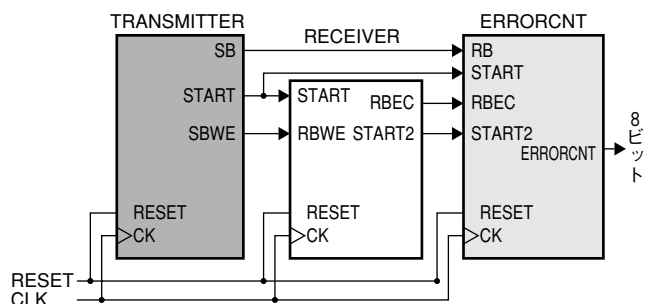 TRANSMITTER
SB
START
SBWE
RESET
CK
RECEIVER
START
RBEC
RBWE START2
RESET
CK
ERRORCNT
RB
START
RBEC
START2
ERRORCNT
RESET
CK
8ビット
RESET
CLK